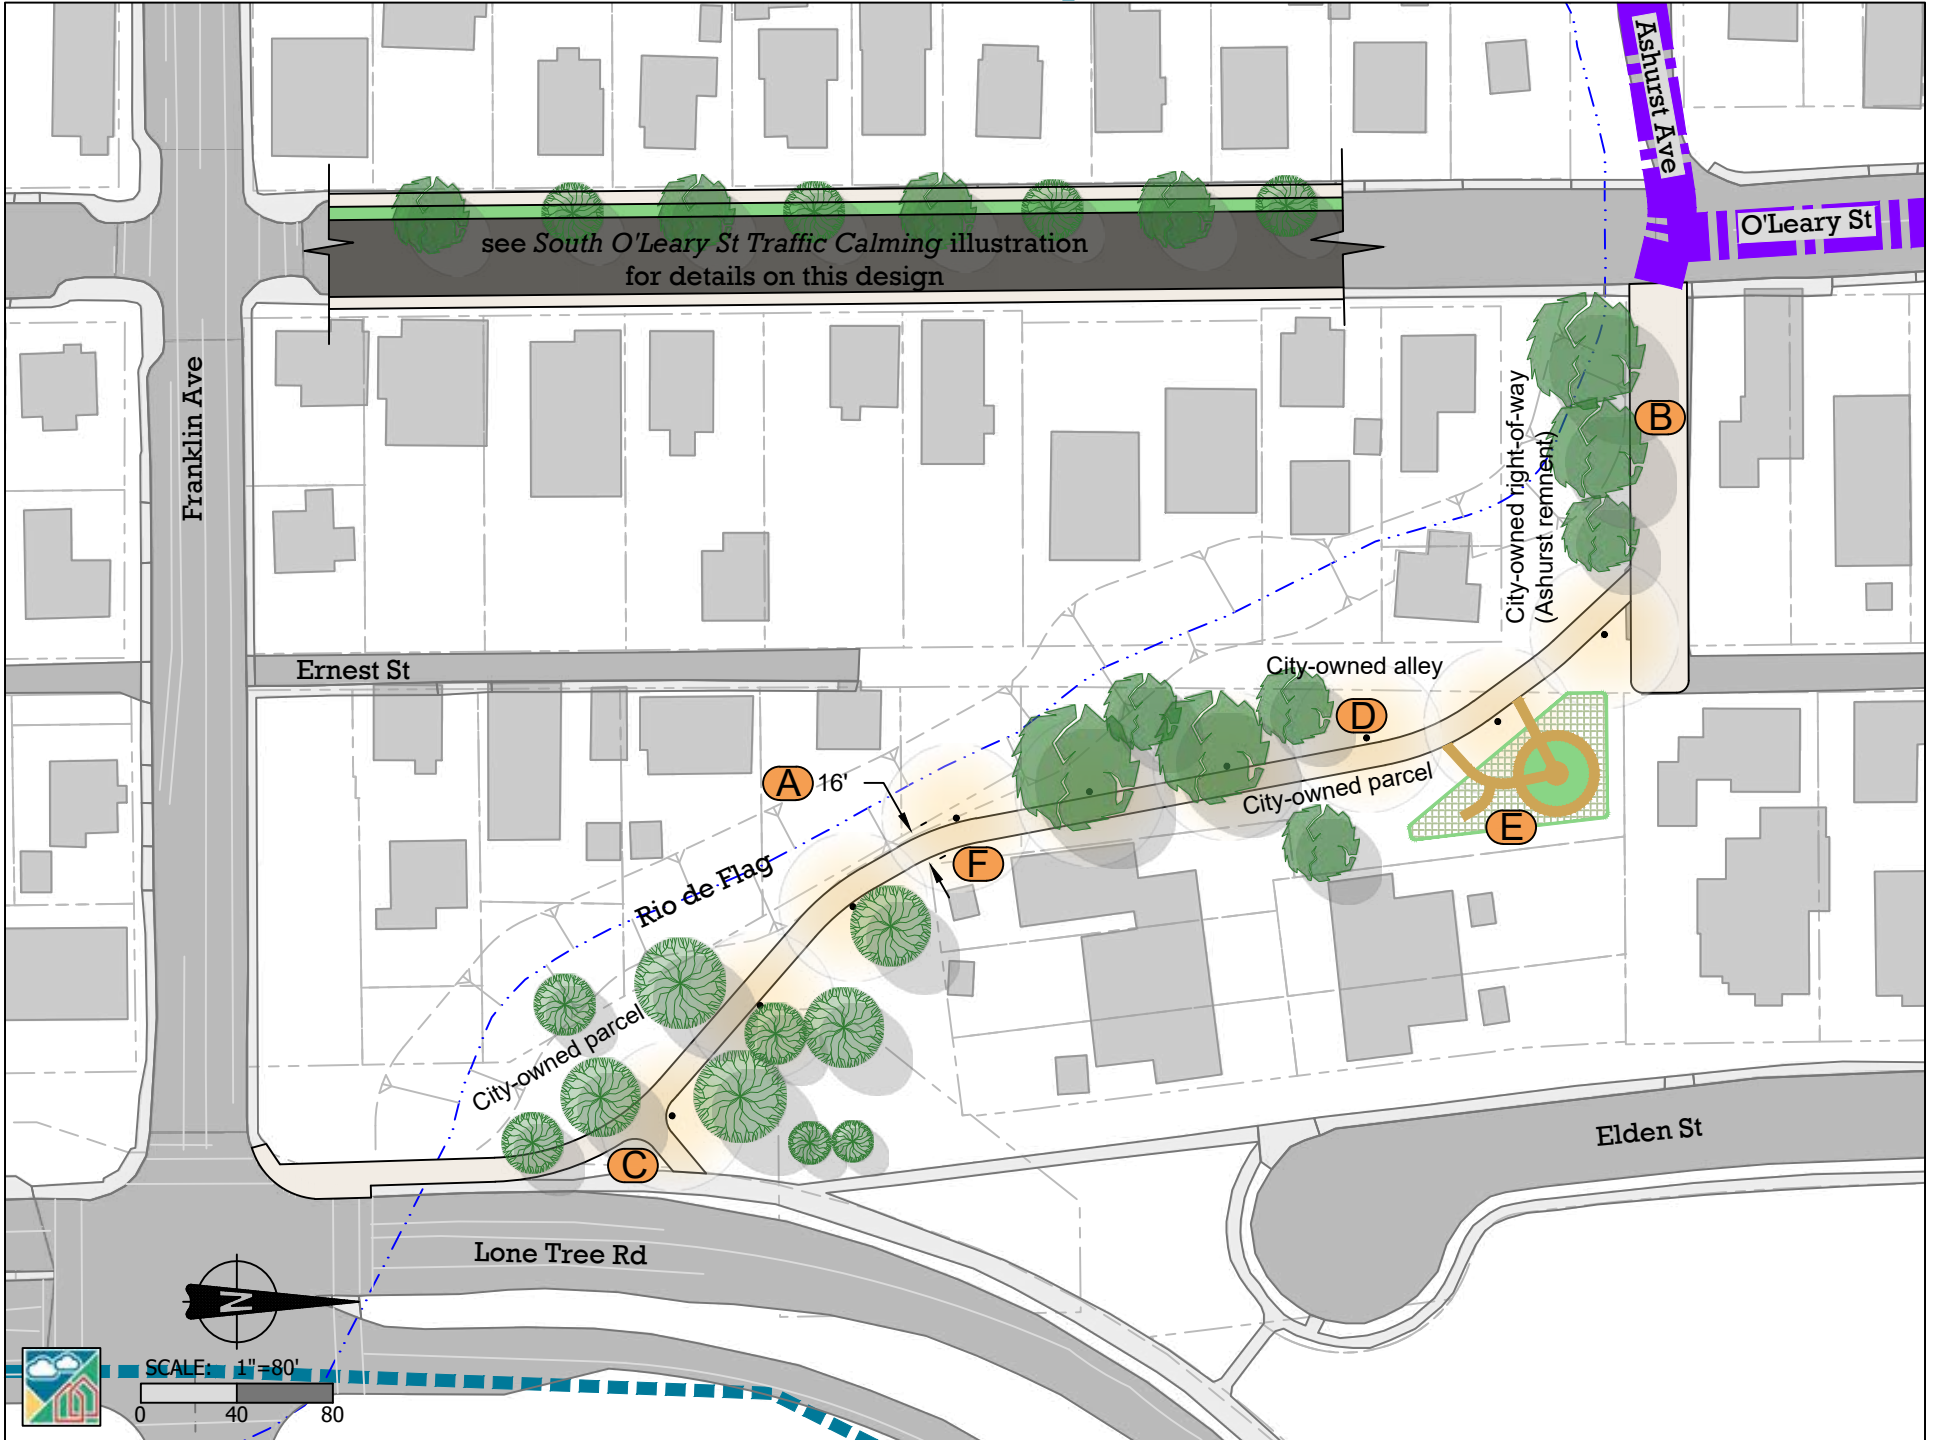 Ashurst Ave
O'Leary St
see South O'Leary St Traffic Calming illustration
for details on this design
Franklin Ave
B
City-owned right-of-way
(Ashurst remnent)
Ernest St
City-owned alley
D
A 16'
City-owned parcel
E
F
Rio de Flag
City-owned parcel
C
Elden St
Lone Tree Rd
N
SCALE: 1"=80'
0 40 80